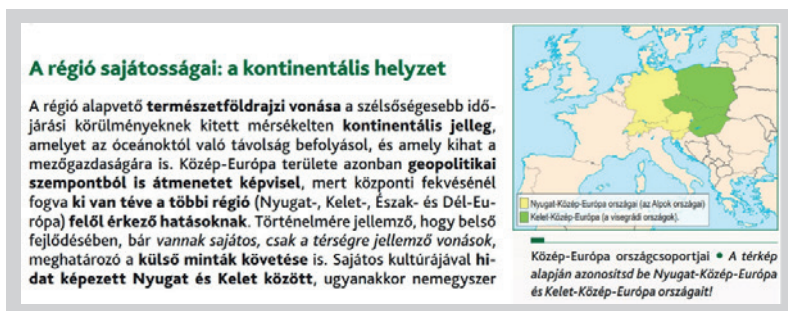 A régió sajátosságai: a kontinentális helyzet
A régió alapvető természetföldrajzi vonása a szélsőségesebb idő-
járási körülményeknek kitett mérsékelten kontinentális jelleg,
amelyet az óceánoktól való távolság befolyásol, és amely kihat a
mezőgazdaságára is. Közép-Európa területe azonban geopolitikai
szempontból is átmenetet képvisel, mert központi fekvésénél
fogva ki van téve a többi régió (Nyugat-, Kelet-, Észak- és Dél-Eu-
rópa) felől érkező hatásoknak. Történelmére jellemző, hogy belső
fejlődésében, bár vannak sajátos, csak a térségre jellemző vonások,
meghatározó a külső minták követése is. Sajátos kultúrájával hi-
dat képezett Nyugat és Kelet között, ugyanakkor nemegyszer
Nyugat-Közép-Európa országai (az Alpok országai)
Kelet-Közép-Európa (a visegrádi országok).
Közép-Európa országcsoportjai • A térkép
alapján azonosítsd be Nyugat-Közép-Európa
és Kelet-Közép-Európa országait!